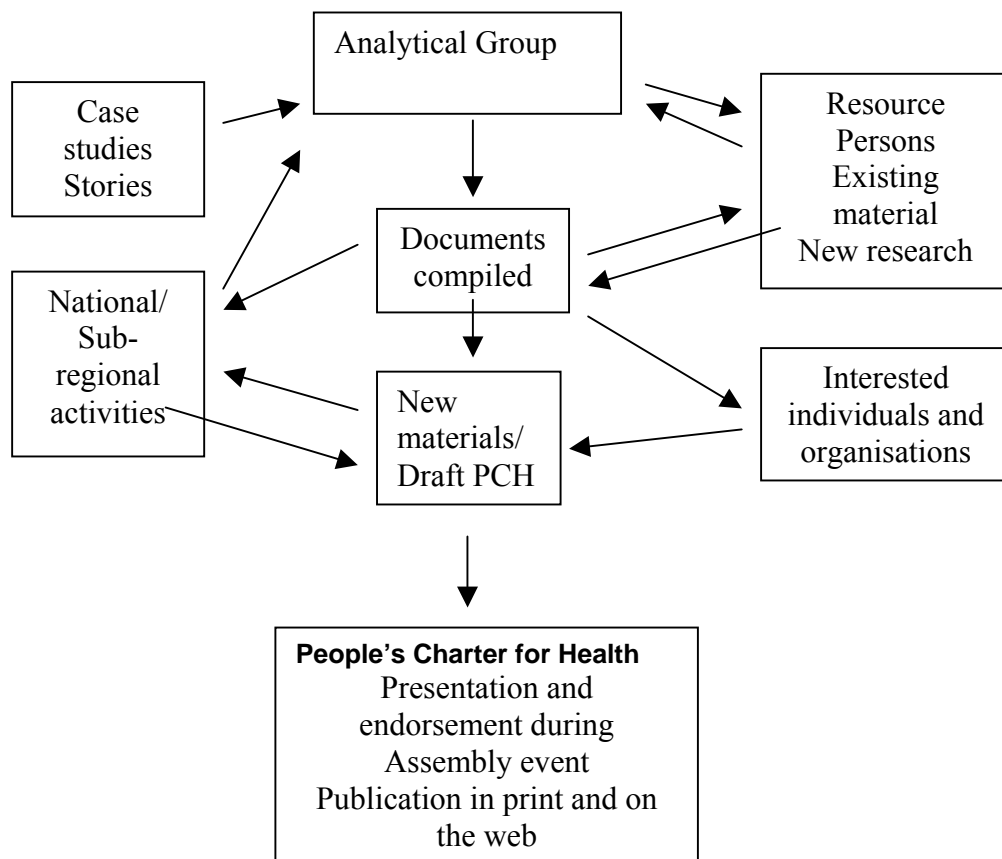 Analytical Group
Case
studies
Stories
Resource
Persons
Existing
material
New research
Documents
compiled
National/
Sub-
regional
activities
New
materials/
Draft PCH
Interested
individuals and
organisations
People’s Charter for Health
Presentation and
endorsement during
Assembly event
Publication in print and on
the web